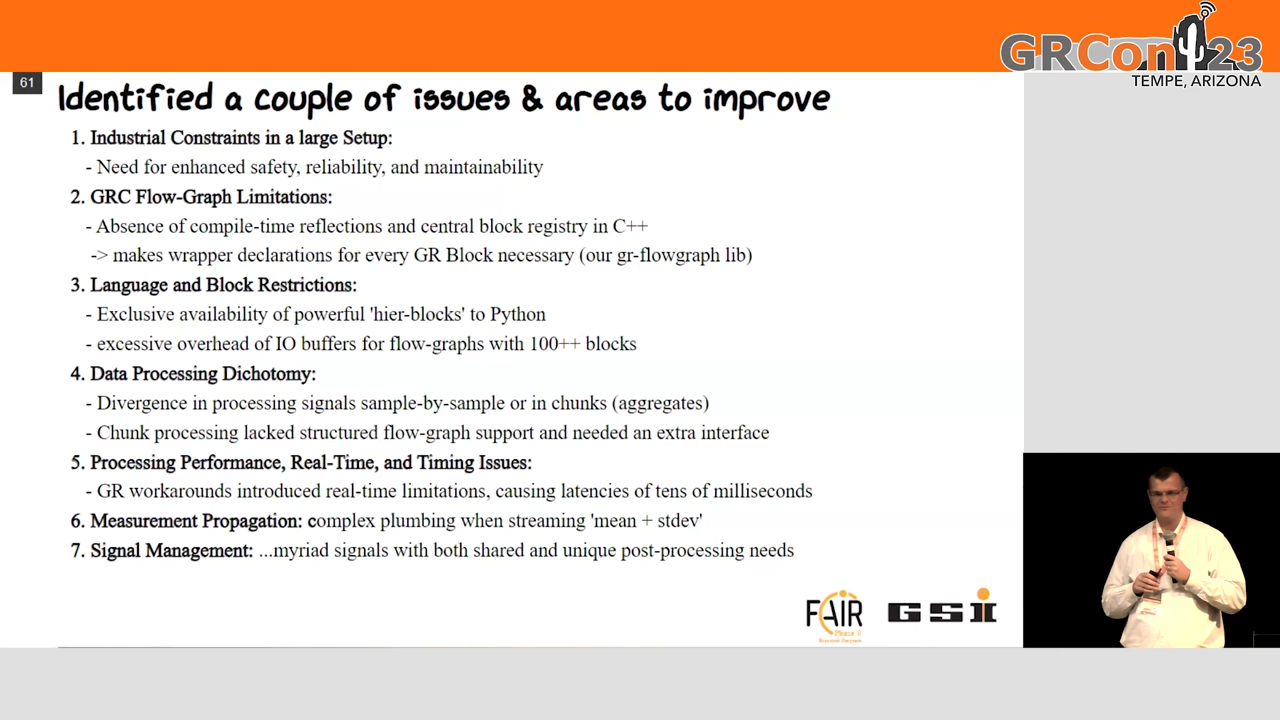 GRCon 23
TEMPE, ARIZONA
61
Identified a couple of issues & areas to improve
1. Industrial Constraints in a large Setup:
- Need for enhanced safety, reliability, and maintainability
2. GRC Flow-Graph Limitations:
- Absence of compile-time reflections and central block registry in C++
-> makes wrapper declarations for every GR Block necessary (our gr-flowgraph lib)
3. Language and Block Restrictions:
- Exclusive availability of powerful 'hier-blocks' to Python
- excessive overhead of IO buffers for flow-graphs with 100++ blocks
4. Data Processing Dichotomy:
- Divergence in processing signals sample-by-sample or in chunks (aggregates)
- Chunk processing lacked structured flow-graph support and needed an extra interface
5. Processing Performance, Real-Time, and Timing Issues:
- GR workarounds introduced real-time limitations, causing latencies of tens of milliseconds
6. Measurement Propagation: complex plumbing when streaming 'mean + stdev'
7. Signal Management: ...myriad signals with both shared and unique post-processing needs
FAIR
GSI